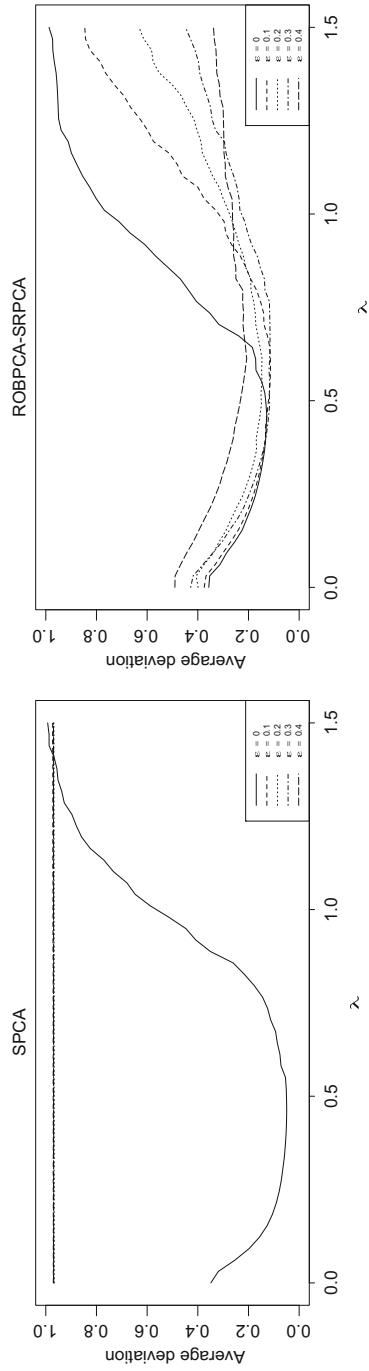 SPCA
Average deviation
1.0
0.8
0.6
0.4
0.2
0.0
0.0 0.5 1.0 1.5
λ
ε = 0
ε = 0.1
ε = 0.2
ε = 0.3
ε = 0.4
ROBPCA-SRPCA
Average deviation
1.0
0.8
0.6
0.4
0.2
0.0
0.0 0.5 1.0 1.5
λ
ε = 0
ε = 0.1
ε = 0.2
ε = 0.3
ε = 0.4